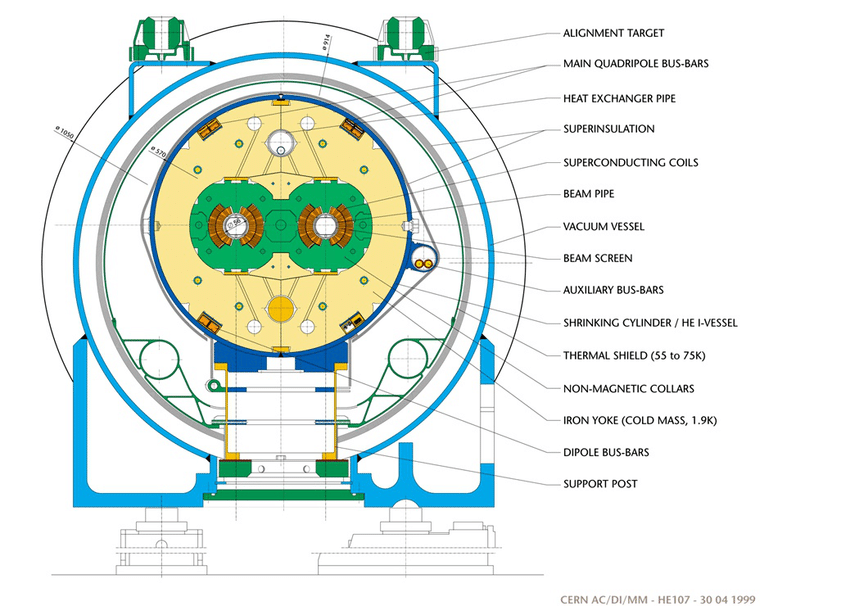 ALIGNMENT TARGET
MAIN QUADRIPOLE BUS-BARS
HEAT EXCHANGER PIPE
SUPERINSULATION
SUPERCONDUCTING COILS
BEAM PIPE
VACUUM VESSEL
BEAM SCREEN
AUXILIARY BUS-BARS
SHRINKING CYLINDER / HE I-VESSEL
THERMAL SHIELD (55 to 75K)
NON-MAGNETIC COLLARS
IRON YOKE (COLD MASS, 1.9K)
DIPOLE BUS-BARS
SUPPORT POST
ø 914
ø 1050
ø 570
ø 56
CERN AC/DI/MM - HE107 - 30 04 1999